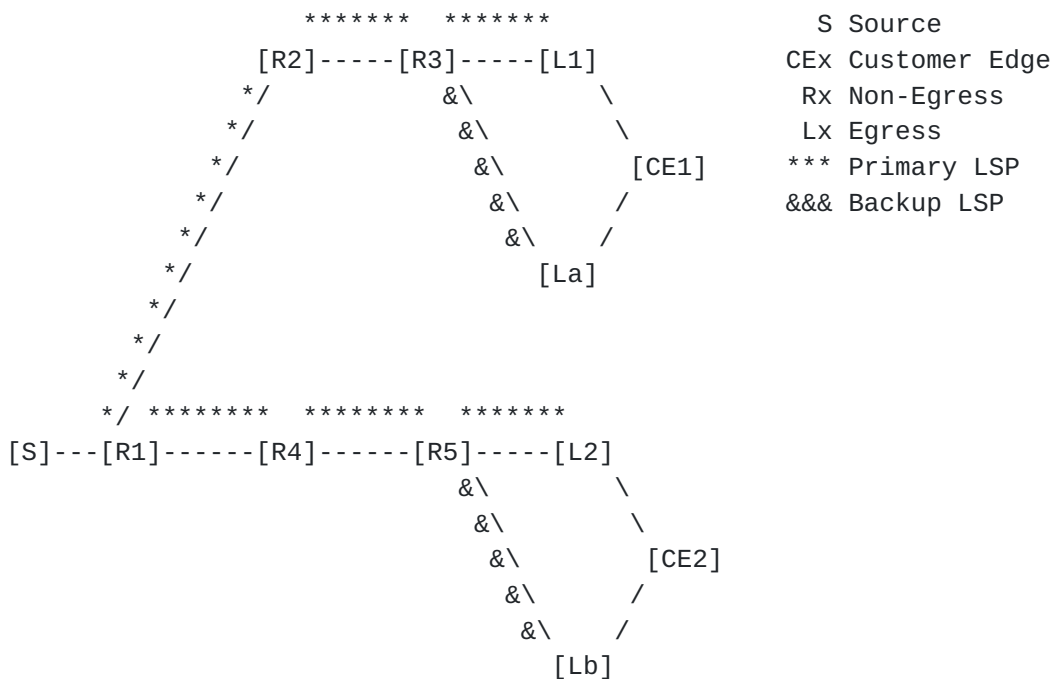 *******  *******                 S Source
                [R2]-----[R3]-----[L1]            CEx Customer Edge
               */           &\        \            Rx Non-Egress
              */             &\        \           Lx Egress
             */               &\       [CE1]     *** Primary LSP
            */                 &\      /         &&& Backup LSP
           */                   &\    /
          */                      [La]
         */
        */
       */
      */ ********  ********  *******
[S]---[R1]------[R4]------[R5]-----[L2]
                             &\        \
                              &\        \
                               &\        [CE2]
                                &\      /
                                 &\    /
                                   [Lb]